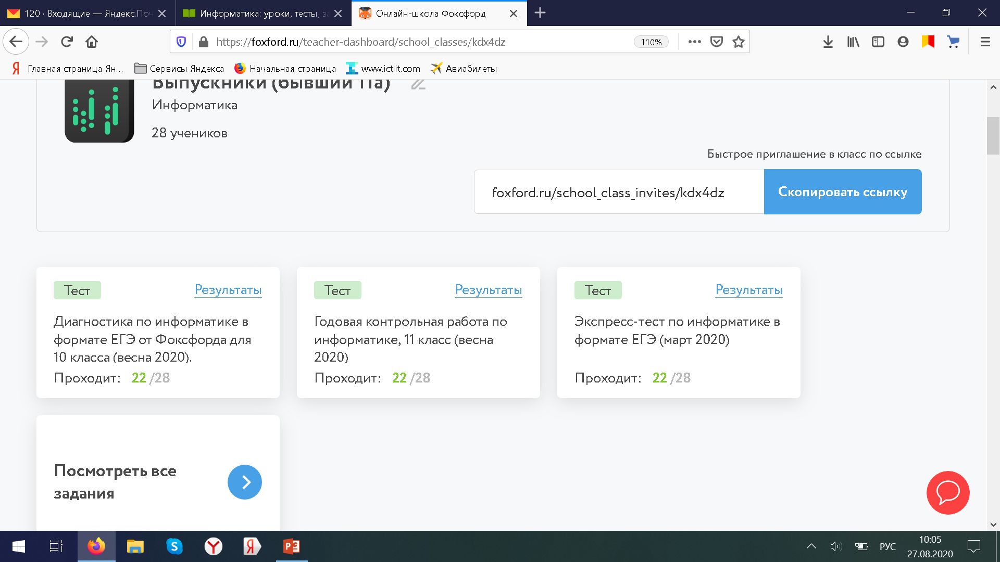 120 · Входящие — Яндекс.Поч
Информатика: уроки, тесты, за
Онлайн-школа Фоксфорд
https://foxford.ru/teacher-dashboard/school_classes/kdx4dz
110%
Главная страница Ян...
Сервисы Яндекса
Начальная страница
www.ictlit.com
Авиабилеты
Выпускники (бывший 11а)
Информатика
28 учеников
Быстрое приглашение в класс по ссылке
foxford.ru/school_class_invites/kdx4dz
Скопировать ссылку
Тест
Результаты
Диагностика по информатике в
формате ЕГЭ от Фоксфорда для
10 класса (весна 2020).
Проходит: 22 /28
Тест
Результаты
Годовая контрольная работа по
информатике, 11 класс (весна
2020)
Проходит: 22 /28
Тест
Результаты
Экспресс-тест по информатике в
формате ЕГЭ (март 2020)
Проходит: 22 /28
Посмотреть все
задания
РУС
10:05
27.08.2020